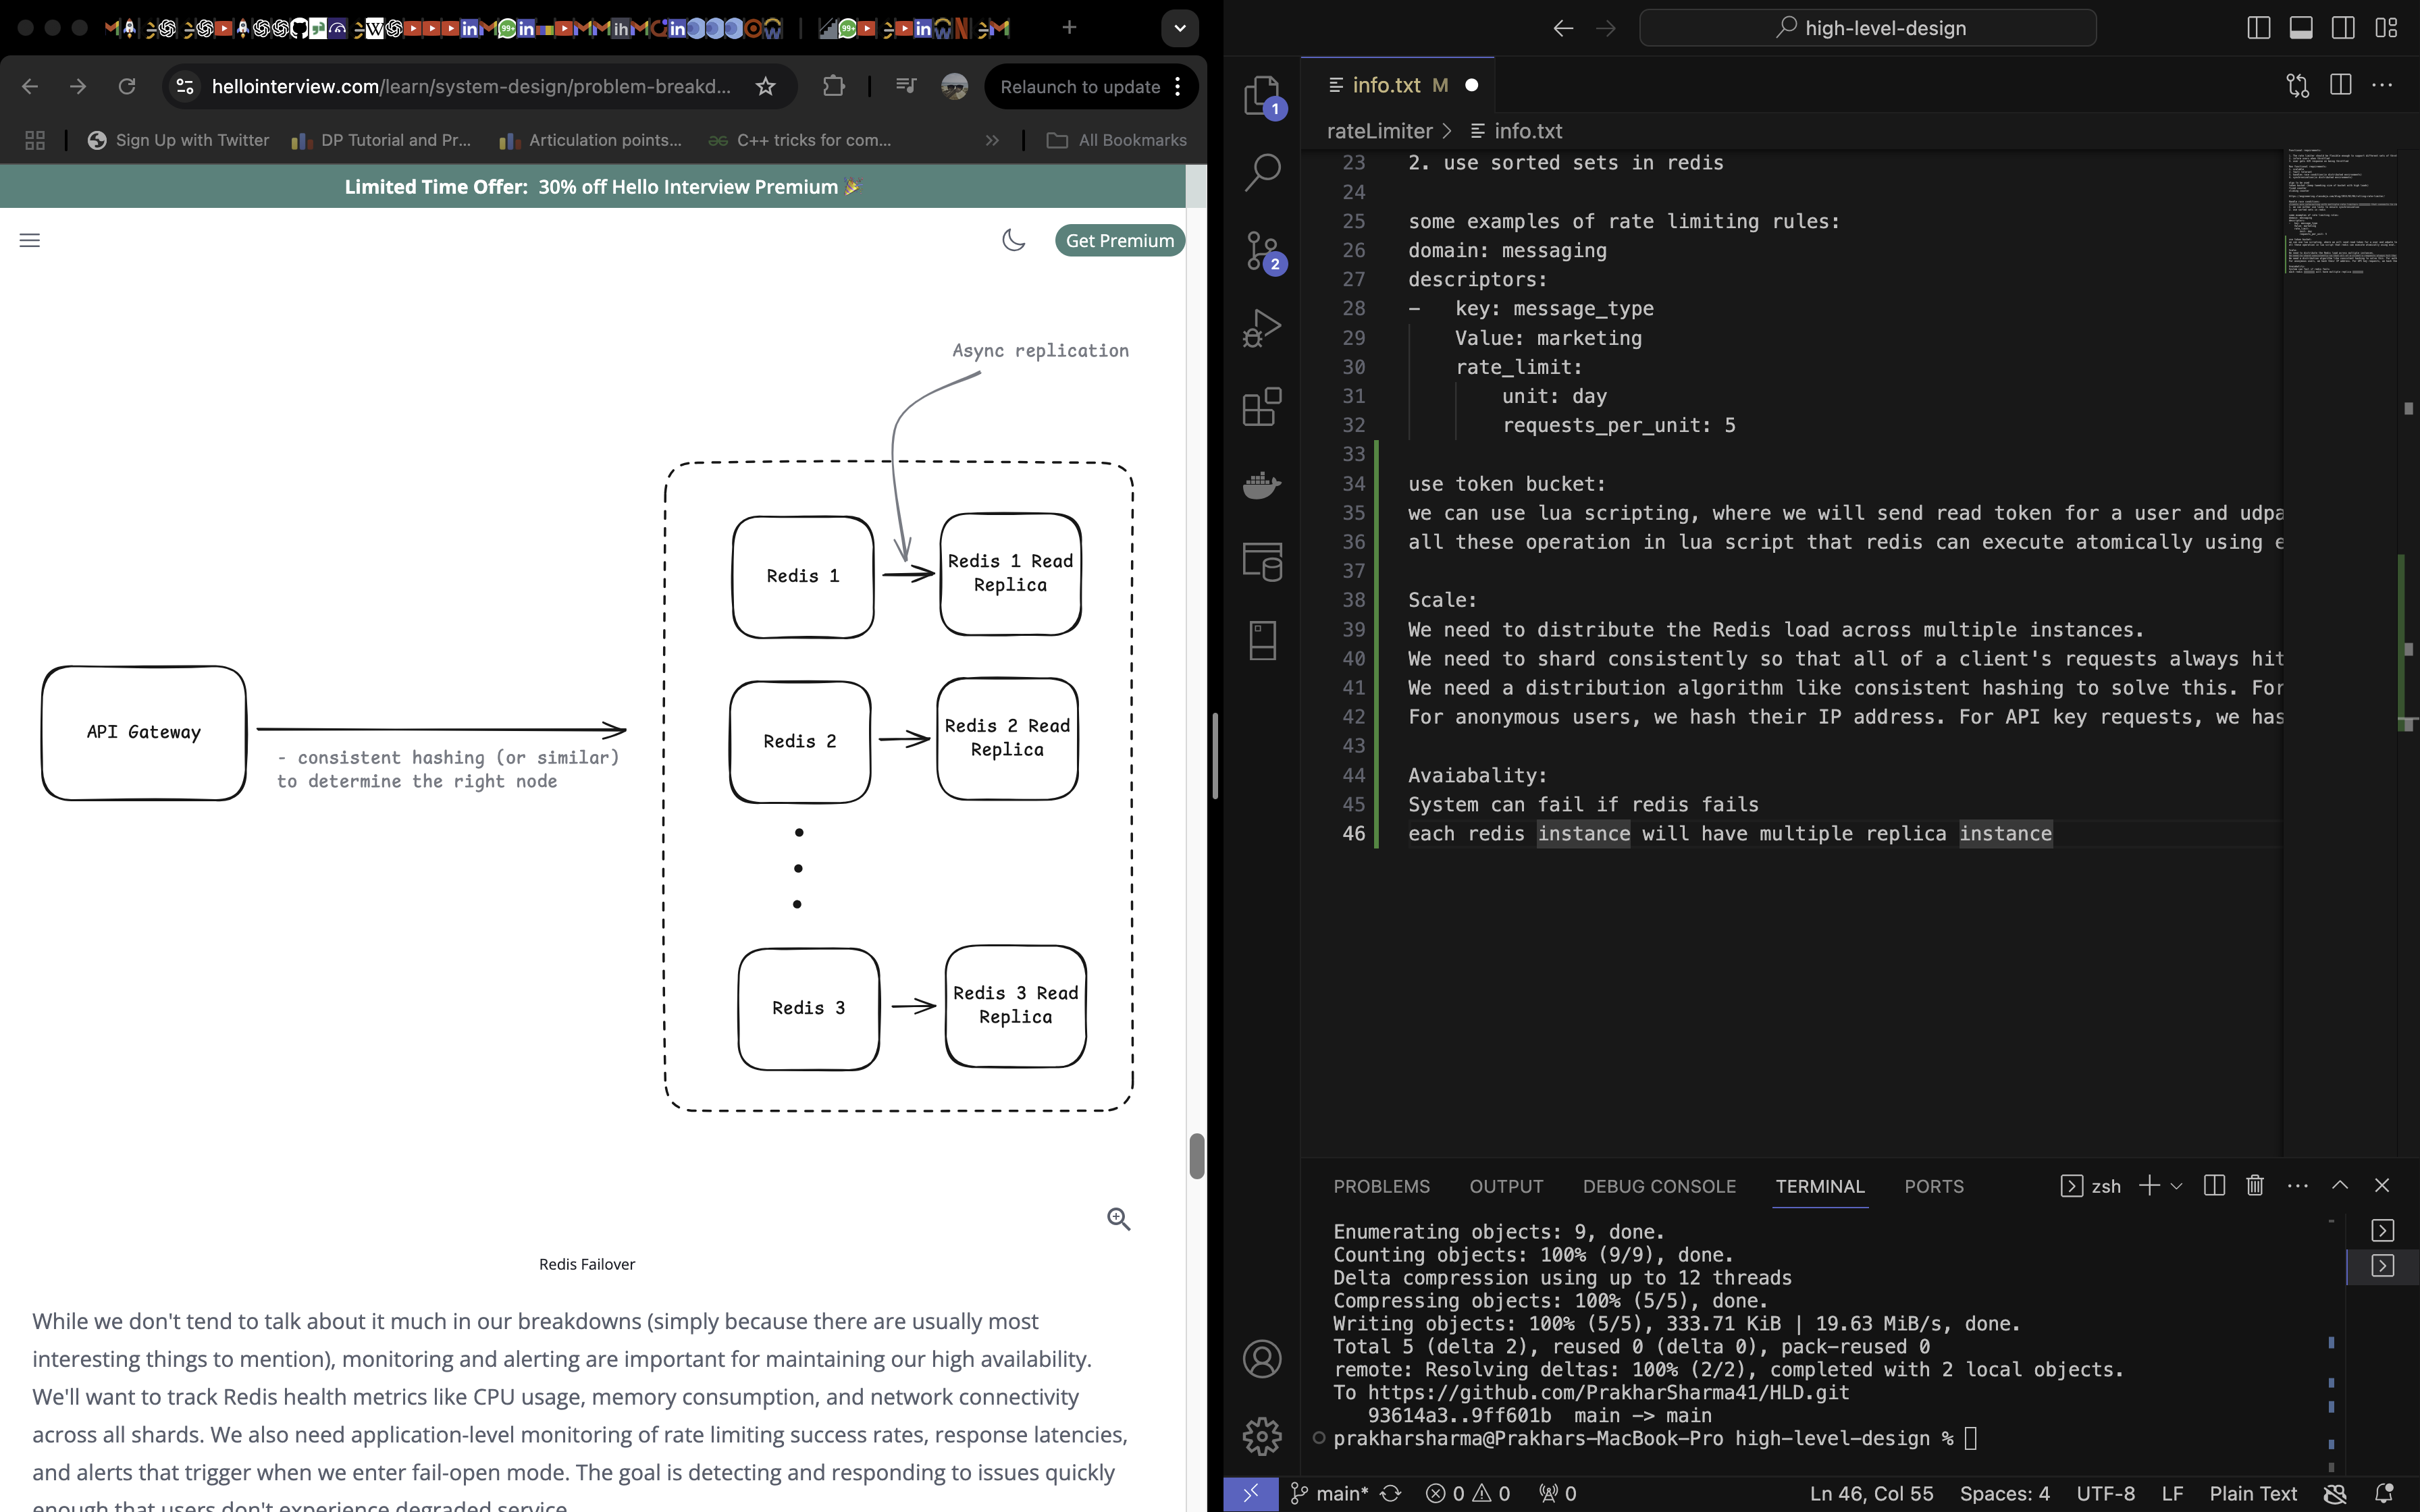 high-level-design
hellointerview.com/learn/system-design/problem-breakd...
Relaunch to update
Sign Up with Twitter
DP Tutorial and Pr...
Articulation points...
C++ tricks for com...
»
All Bookmarks
Limited Time Offer: 30% off Hello Interview Premium 🎉
Get Premium
Async replication
Redis 1
Redis 1 Read
Replica
API Gateway
- consistent hashing (or similar)
to determine the right node
Redis 2
Redis 2 Read
Replica
Redis 3
Redis 3 Read
Replica
Redis Failover
While we don't tend to talk about it much in our breakdowns (simply because there are usually most
interesting things to mention), monitoring and alerting are important for maintaining our high availability.
We'll want to track Redis health metrics like CPU usage, memory consumption, and network connectivity
across all shards. We also need application-level monitoring of rate limiting success rates, response latencies,
and alerts that trigger when we enter fail-open mode. The goal is detecting and responding to issues quickly
enough that users don't experience degraded service.
info.txt M
rateLimiter > info.txt
1
2
23 2. use sorted sets in redis
24
25 some examples of rate limiting rules:
26 domain: messaging
27 descriptors:
28 - key: message_type
29 Value: marketing
30 rate_limit:
31 unit: day
32 requests_per_unit: 5
33
34 use token bucket:
35 we can use lua scripting, where we will send read token for a user and udpa
36 all these operation in lua script that redis can execute atomically using e
37
38 Scale:
39 We need to distribute the Redis load across multiple instances.
40 We need to shard consistently so that all of a client's requests always hit
41 We need a distribution algorithm like consistent hashing to solve this. For
42 For anonymous users, we hash their IP address. For API key requests, we has
43
44 Avaiabality:
45 System can fail if redis fails
46 each redis instance will have multiple replica instance
PROBLEMS OUTPUT DEBUG CONSOLE TERMINAL PORTS zsh
Enumerating objects: 9, done.
Counting objects: 100% (9/9), done.
Delta compression using up to 12 threads
Compressing objects: 100% (5/5), done.
Writing objects: 100% (5/5), 333.71 KiB | 19.63 MiB/s, done.
Total 5 (delta 2), reused 0 (delta 0), pack-reused 0
remote: Resolving deltas: 100% (2/2), completed with 2 local objects.
To https://github.com/PrakharSharma41/HLD.git
93614a3..9ff601b main -> main
prakharsharma@Prakhars-MacBook-Pro high-level-design %
main* 0 0 0 Ln 46, Col 55 Spaces: 4 UTF-8 LF Plain Text